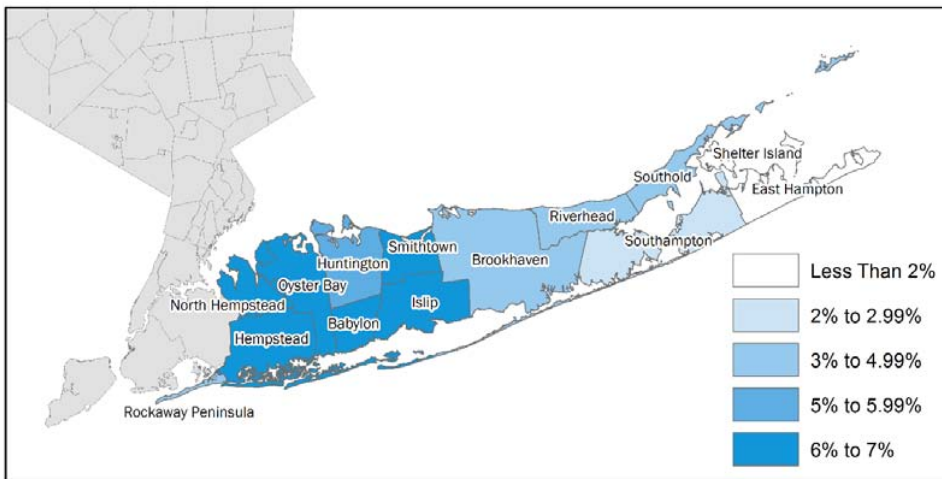 Shelter Island
Southold
East Hampton
Riverhead
Southampton
Smithtown
Huntington
Brookhaven
Oyster Bay
Islip
North Hempstead
Babylon
Hempstead
Rockaway Peninsula
Less Than 2%
2% to 2.99%
3% to 4.99%
5% to 5.99%
6% to 7%